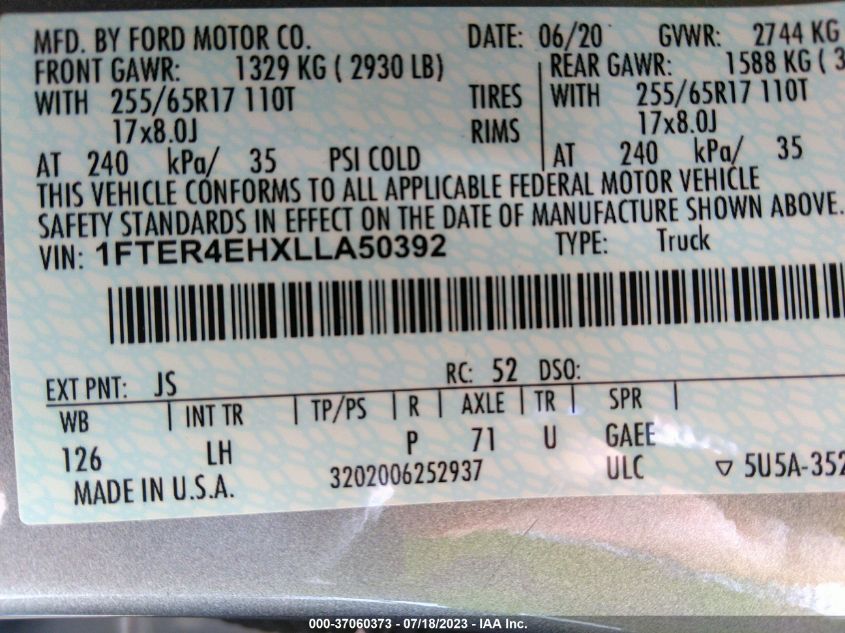 MFD. BY FORD MOTOR CO. DATE: 06/20 GVWR: 2744 KG
FRONT GAWR: 1329 KG ( 2930 LB) REAR GAWR: 1588 KG ( 3
WITH 255/65R17 110T TIRES WITH 255/65R17 110T
17x8.0J RIMS 17x8.0J
AT 240 kPa/ 35 PSI COLD AT 240 kPa/ 35
THIS VEHICLE CONFORMS TO ALL APPLICABLE FEDERAL MOTOR VEHICLE
SAFETY STANDARDS IN EFFECT ON THE DATE OF MANUFACTURE SHOWN ABOVE.
VIN: 1FTER4EHXLLA50392 TYPE: Truck
EXT PNT: JS RC: 52 DSO:
WB INT TR TP/PS R AXLE TR SPR
126 LH P 71 U GAEE
MADE IN U.S.A. 3202006252937 ULC ▽ 5U5A-352
000-37060373 - 07/18/2023 - IAA Inc.